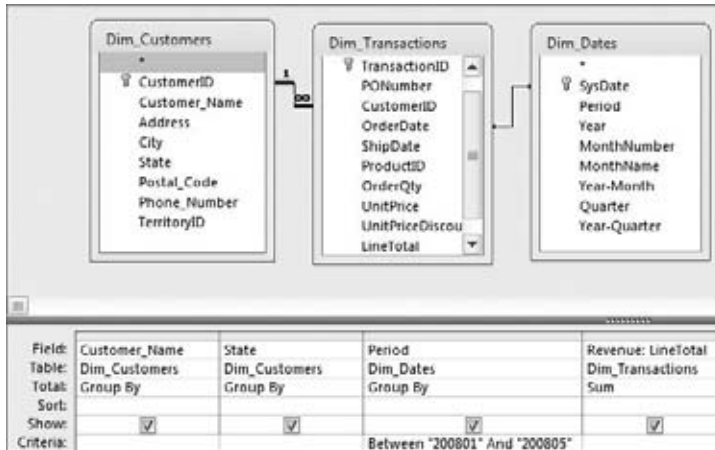 Dim_Customers
*
CustomerID
Customer_Name
Address
City
State
Postal_Code
Phone_Number
TerritoryID
1
∞
Dim_Transactions
TransactionID
PONumber
CustomerID
OrderDate
ShipDate
ProductID
OrderQty
UnitPrice
UnitPriceDiscou
LineTotal
Dim_Dates
*
SysDate
Period
Year
MonthNumber
MonthName
Year-Month
Quarter
Year-Quarter
Field: Customer_Name State Period Revenue: LineTotal
Table: Dim_Customers Dim_Customers Dim_Dates Dim_Transactions
Total: Group By Group By Group By Sum
Sort:
Show:
Criteria: Between "200801" And "200805"